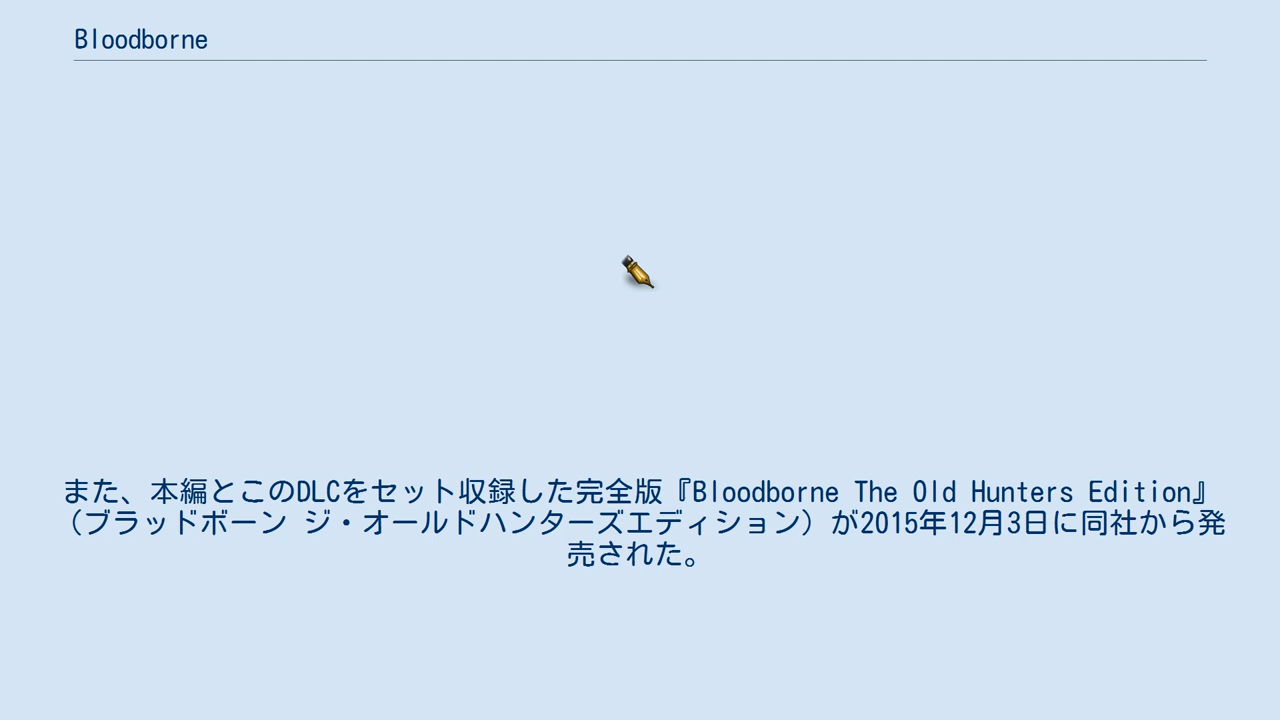 Bloodborne
また、本編とこのDLCをセット収録した完全版『Bloodborne The Old Hunters Edition』
（ブラッドボーン ジ・オールドハンターズエディション）が2015年12月3日に同社から発
売された。